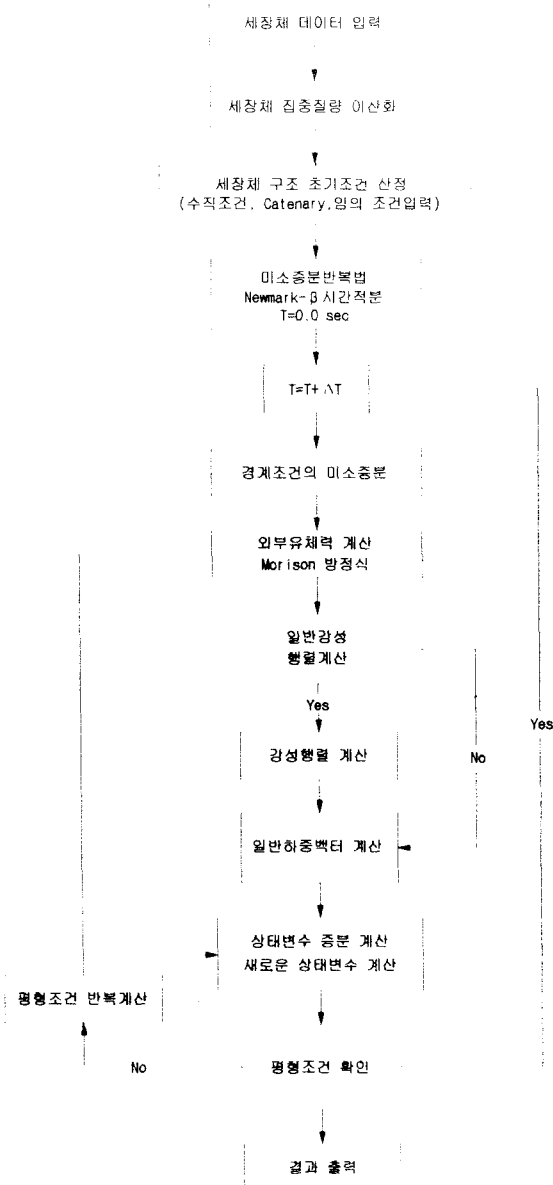 세장체 데이터 입력
세장체 집중질량 이산화
세장체 구조 초기조건 산정
(수직조건, Catenary,임의 조건입력)
미소증분반복법
Newmark-β 시간적분
T=0.0 sec
T=T+ΔT
경계조건의 미소증분
외부유체력 계산
Morison 방정식
일반강성
행렬계산
Yes
Yes
강성행렬 계산
No
일반하중백터 계산
상태변수 증분 계산
새로운 상태변수 계산
평형조건 반복계산
No
평형조건 확인
결과 출력